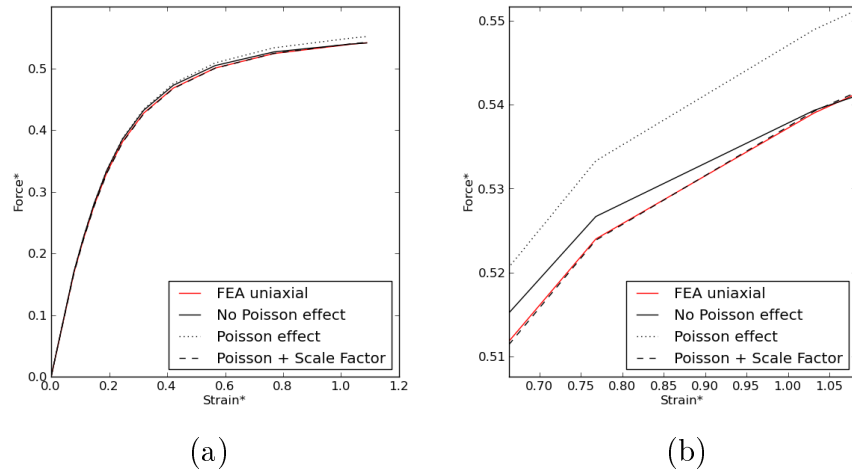 0.5
0.4
0.3
0.2
0.1
0.0
0.0 0.2 0.4 0.6 0.8 1.0 1.2
Force*
Strain*
FEA uniaxial
No Poisson effect
Poisson effect
Poisson + Scale Factor
(a)
0.55
0.54
0.53
0.52
0.51
0.70 0.75 0.80 0.85 0.90 0.95 1.00 1.05
Force*
Strain*
FEA uniaxial
No Poisson effect
Poisson effect
Poisson + Scale Factor
(b)